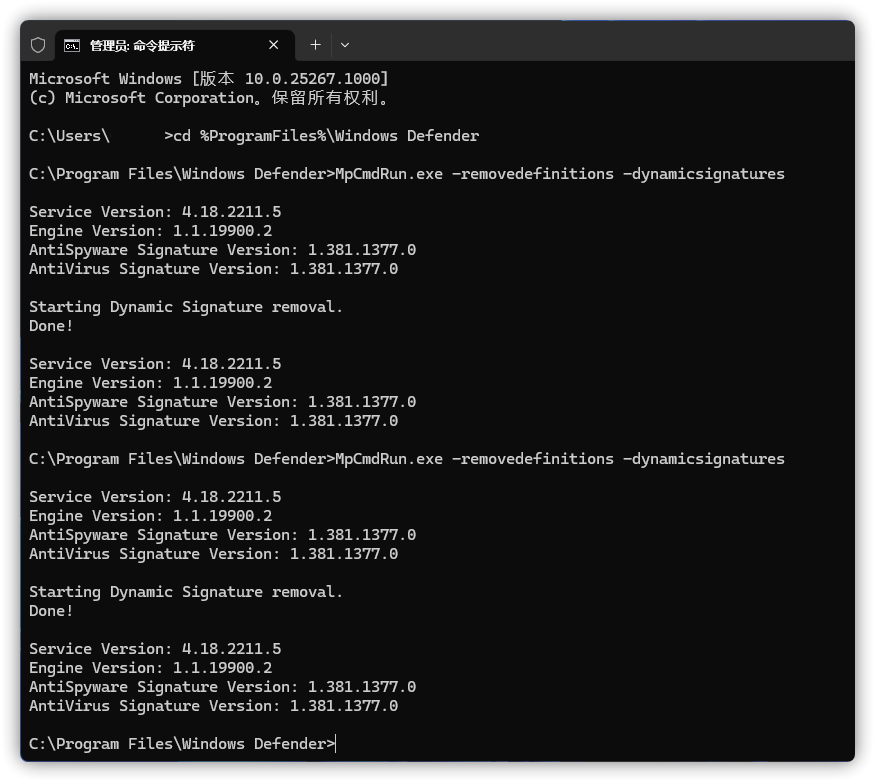 管理员: 命令提示符
Microsoft Windows [版本 10.0.25267.1000]
(c) Microsoft Corporation。保留所有权利。
C:\Users\      >cd %ProgramFiles%\Windows Defender
C:\Program Files\Windows Defender>MpCmdRun.exe -removedefinitions -dynamicsignatures
Service Version: 4.18.2211.5
Engine Version: 1.1.19900.2
AntiSpyware Signature Version: 1.381.1377.0
AntiVirus Signature Version: 1.381.1377.0
Starting Dynamic Signature removal.
Done!
Service Version: 4.18.2211.5
Engine Version: 1.1.19900.2
AntiSpyware Signature Version: 1.381.1377.0
AntiVirus Signature Version: 1.381.1377.0
C:\Program Files\Windows Defender>MpCmdRun.exe -removedefinitions -dynamicsignatures
Service Version: 4.18.2211.5
Engine Version: 1.1.19900.2
AntiSpyware Signature Version: 1.381.1377.0
AntiVirus Signature Version: 1.381.1377.0
Starting Dynamic Signature removal.
Done!
Service Version: 4.18.2211.5
Engine Version: 1.1.19900.2
AntiSpyware Signature Version: 1.381.1377.0
AntiVirus Signature Version: 1.381.1377.0
C:\Program Files\Windows Defender>